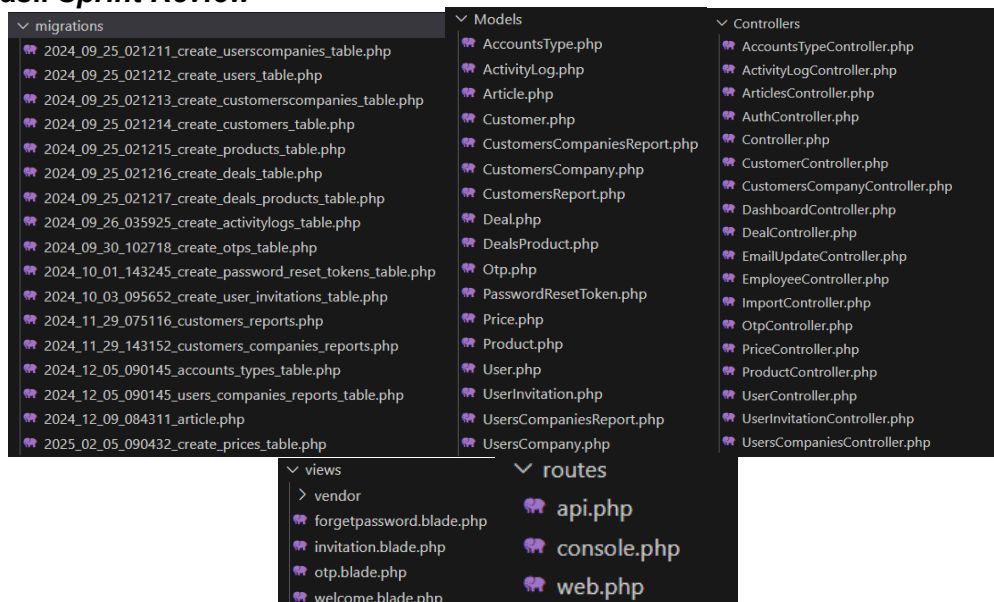 Sprint Review
migrations
2024_09_25_021211_create_userscompanies_table.php
2024_09_25_021212_create_users_table.php
2024_09_25_021213_create_customerscompanies_table.php
2024_09_25_021214_create_customers_table.php
2024_09_25_021215_create_products_table.php
2024_09_25_021216_create_deals_table.php
2024_09_25_021217_create_deals_products_table.php
2024_09_26_035925_create_activitylogs_table.php
2024_09_30_102718_create_otps_table.php
2024_10_01_143245_create_password_reset_tokens_table.php
2024_10_03_095652_create_user_invitations_table.php
2024_11_29_075116_customers_reports.php
2024_11_29_143152_customers_companies_reports.php
2024_12_05_090145_accounts_types_table.php
2024_12_05_090145_users_companies_reports_table.php
2024_12_09_084311_article.php
2025_02_05_090432_create_prices_table.php
Models
AccountsType.php
ActivityLog.php
Article.php
Customer.php
CustomersCompaniesReport.php
CustomersCompany.php
CustomersReport.php
Deal.php
DealsProduct.php
Otp.php
PasswordResetToken.php
Price.php
Product.php
User.php
UserInvitation.php
UsersCompaniesReport.php
UsersCompany.php
Controllers
AccountsTypeController.php
ActivityLogController.php
ArticlesController.php
AuthController.php
Controller.php
CustomerController.php
CustomersCompanyController.php
DashboardController.php
DealController.php
EmailUpdateController.php
EmployeeController.php
ImportController.php
OtpController.php
PriceController.php
ProductController.php
UserController.php
UserInvitationController.php
UsersCompaniesController.php
views
vendor
forgetpassword.blade.php
invitation.blade.php
otp.blade.php
welcome.blade.php
routes
api.php
console.php
web.php